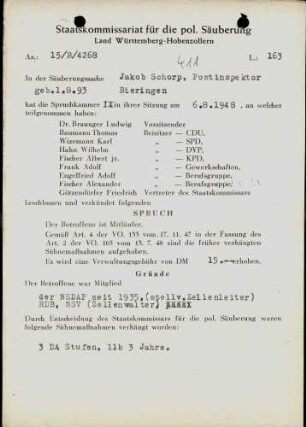 Staatskommissariat für die pol. Säuberung
Land Württemberg-Hohenzollern
Az.: 15/B/4268 L.: 163
411
In der Säuberungssache Jakob Schorp, Postinspektor
geb. 1.8.93 Bieringen
hat die Spruchkammer IX in ihrer Sitzung am 6.8.1948, an welcher
teilgenommen haben:
Dr. Braunger Ludwig Vorsitzender
Baumann Thomas Beisitzer — CDU,
Wizemann Karl „ — SPD,
Hahn Wilhelm „ — DVP,
Fischer Albert jr. „ — KPD,
Frank Adolf „ — Gewerkschaften,
Engelfried Adolf „ — Berufsgruppe,
Fischer Alexander „ — Berufsgruppe;
Götzendörfer Friedrich Vertreter des Staatskommissars
beschlossen und verkündet folgenden
SPRUCH
Der Betroffene ist Mitläufer.
Gemäß Art. 4 der VO. 133 vom 17. 11. 47 in der Fassung des
Art. 2 der VO. 165 vom 13. 7. 48 sind die früher verhängten
Sühnemaßnahmen aufgehoben.
Es wird eine Verwaltungsgebühr von DM 15.— erhoben.
Gründe
Der Betroffene war Mitglied
der NSDAP seit 1935, (stellv. Zellenleiter)
RDB, NSV (Zellenwalter)
Durch Entscheidung des Staatskommissars für die pol. Säuberung waren
folgende Sühnemaßnahmen verhängt worden:
3 DA Stufen, 11b 3 Jahre.